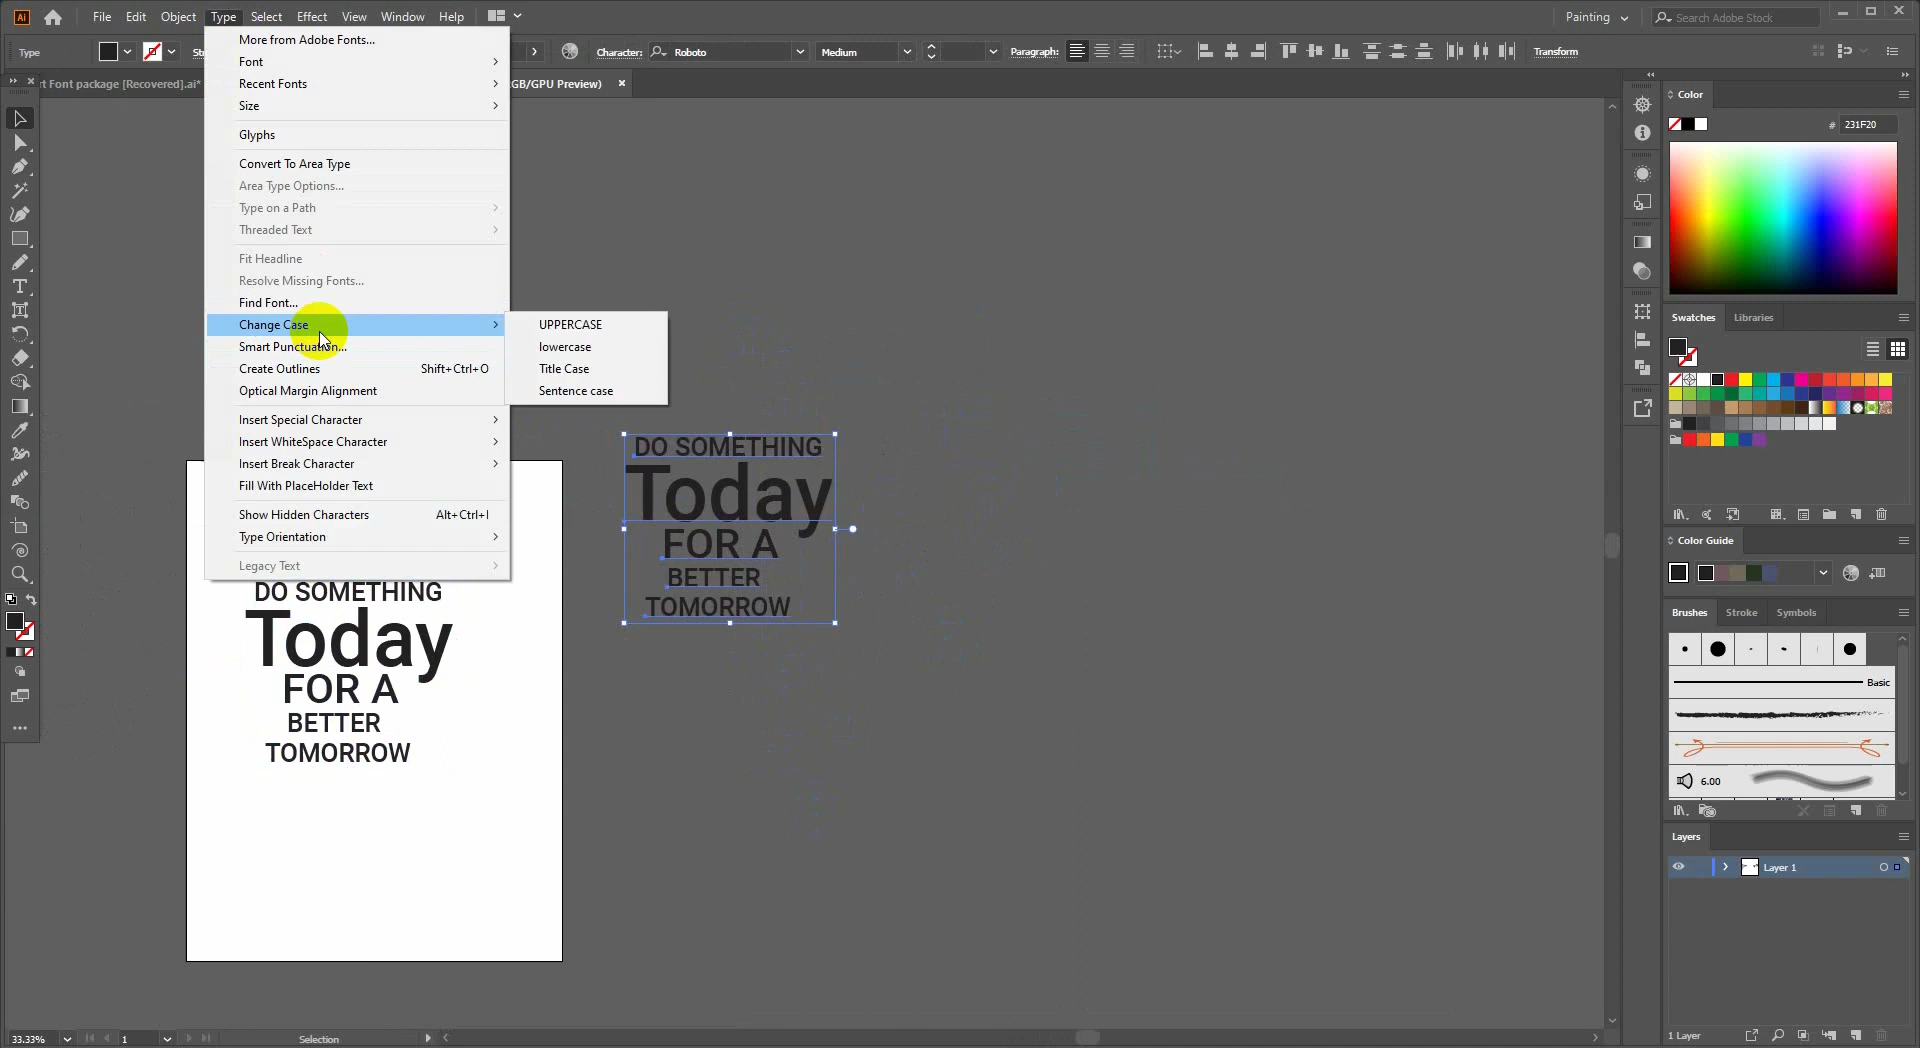 Ai
File
Edit
Object
Type
Select
Effect
View
Window
Help
Painting
Search Adobe Stock
Type
Character:
Roboto
Medium
Paragraph:
Transform
rt Font package [Recovered].ai*
GB/GPU Preview)
More from Adobe Fonts...
Font
Recent Fonts
Size
Glyphs
Convert To Area Type
Area Type Options...
Type on a Path
Threaded Text
Fit Headline
Resolve Missing Fonts...
Find Font...
Change Case
Smart Punctuation...
Create Outlines Shift+Ctrl+O
Optical Margin Alignment
Insert Special Character
Insert WhiteSpace Character
Insert Break Character
Fill With PlaceHolder Text
Show Hidden Characters Alt+Ctrl+I
Type Orientation
Legacy Text
UPPERCASE
lowercase
Title Case
Sentence case
DO SOMETHING
Today
FOR A
BETTER
TOMORROW
DO SOMETHING
Today
FOR A
BETTER
TOMORROW
Color
# 231F20
Swatches
Libraries
Color Guide
Brushes
Stroke
Symbols
Basic
6.00
Layers
Layer 1
1 Layer
33.33%
1
Selection